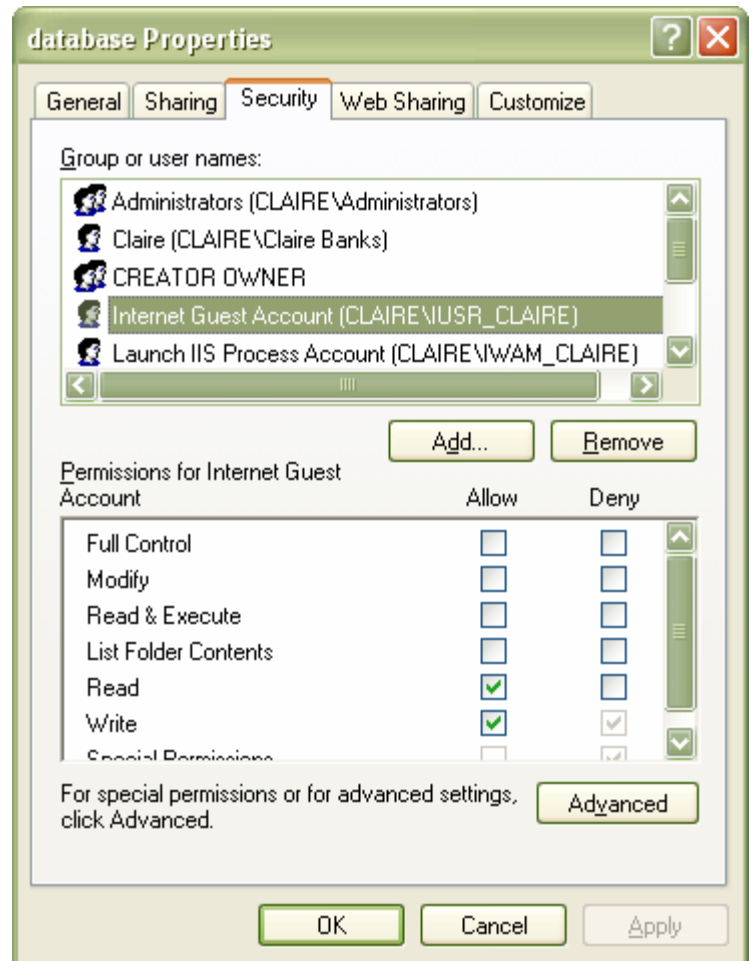 database Properties
General Sharing Security Web Sharing Customize
Group or user names:
Administrators (CLAIRE\Administrators)
Claire (CLAIRE\Claire Banks)
CREATOR OWNER
Internet Guest Account (CLAIRE\IUSR_CLAIRE)
Launch IIS Process Account (CLAIRE\IWAM_CLAIRE)
Add... Remove
Permissions for Internet Guest
Account Allow Deny
Full Control
Modify
Read & Execute
List Folder Contents
Read
Write
Special Permissions
For special permissions or for advanced settings,
click Advanced.
Advanced
OK Cancel Apply